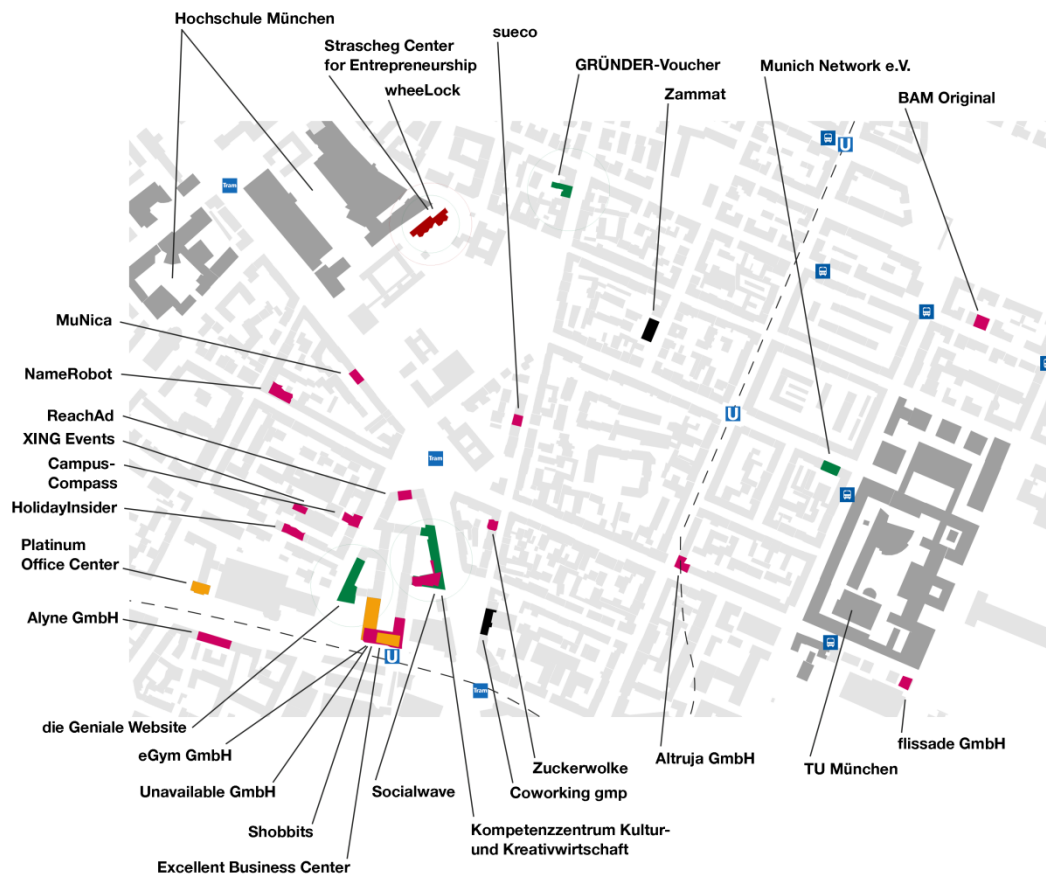 Hochschule München
Strascheg Center
for Entrepreneurship
wheeLock
sueco
GRÜNDER-Voucher
Zammat
Munich Network e.V.
BAM Original
U
Tram
MuNica
NameRobot
U
ReachAd
XING Events
Campus-
Compass
Tram
HolidayInsider
Platinum
Office Center
Alyne GmbH
U
Tram
die Geniale Website
eGym GmbH
Unavailable GmbH
Shobbits
Excellent Business Center
Socialwave
Zuckerwolke
Coworking gmp
Kompetenzzentrum Kultur-
und Kreativwirtschaft
Altruja GmbH
TU München
flissade GmbH